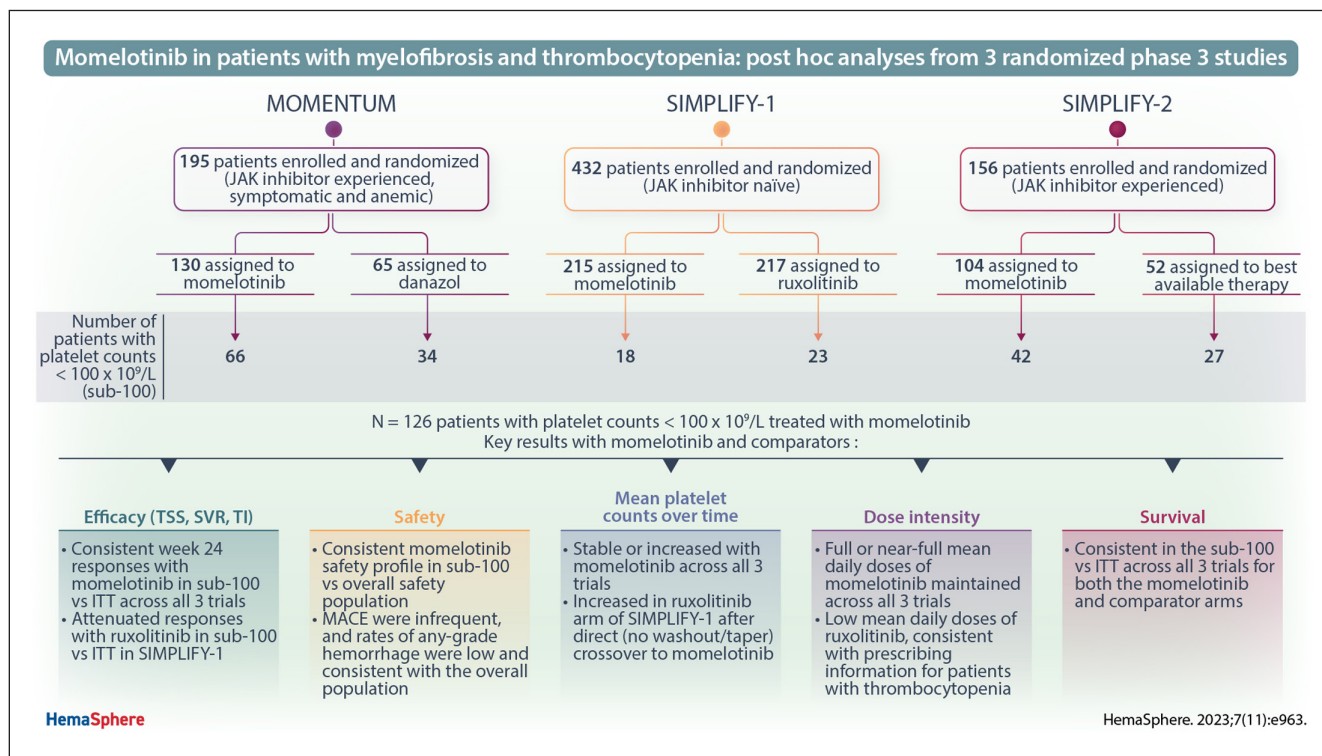 Momelotinib in patients with myelofibrosis and thrombocytopenia: post hoc analyses from 3 randomized phase 3 studies
MOMENTUM
195 patients enrolled and randomized
(JAK inhibitor experienced,
symptomatic and anemic)
130 assigned to
momelotinib
65 assigned to
danazol
SIMPLIFY-1
432 patients enrolled and randomized
(JAK inhibitor naïve)
215 assigned to
momelotinib
217 assigned to
ruxolitinib
SIMPLIFY-2
156 patients enrolled and randomized
(JAK inhibitor experienced)
104 assigned to
momelotinib
52 assigned to best
available therapy
Number of
patients with
platelet counts
< 100 x 10⁹/L
(sub-100)
66
34
18
23
42
27
N = 126 patients with platelet counts < 100 x 10⁹/L treated with momelotinib
Key results with momelotinib and comparators :
Efficacy (TSS, SVR, TI)
• Consistent week 24
responses with
momelotinib in sub-100
vs ITT across all 3 trials
• Attenuated responses
with ruxolitinib in sub-100
vs ITT in SIMPLIFY-1
Safety
• Consistent momelotinib
safety profile in sub-100
vs overall safety
population
• MACE were infrequent,
and rates of any-grade
hemorrhage were low and
consistent with the overall
population
Mean platelet
counts over time
• Stable or increased with
momelotinib across all 3
trials
• Increased in ruxolitinib
arm of SIMPLIFY-1 after
direct (no washout/taper)
crossover to momelotinib
Dose intensity
• Full or near-full mean
daily doses of
momelotinib maintained
across all 3 trials
• Low mean daily doses of
ruxolitinib, consistent
with prescribing
information for patients
with thrombocytopenia
Survival
• Consistent in the sub-100
vs ITT across all 3 trials for
both the momelotinib
and comparator arms
HemaSphere
HemaSphere. 2023;7(11):e963.